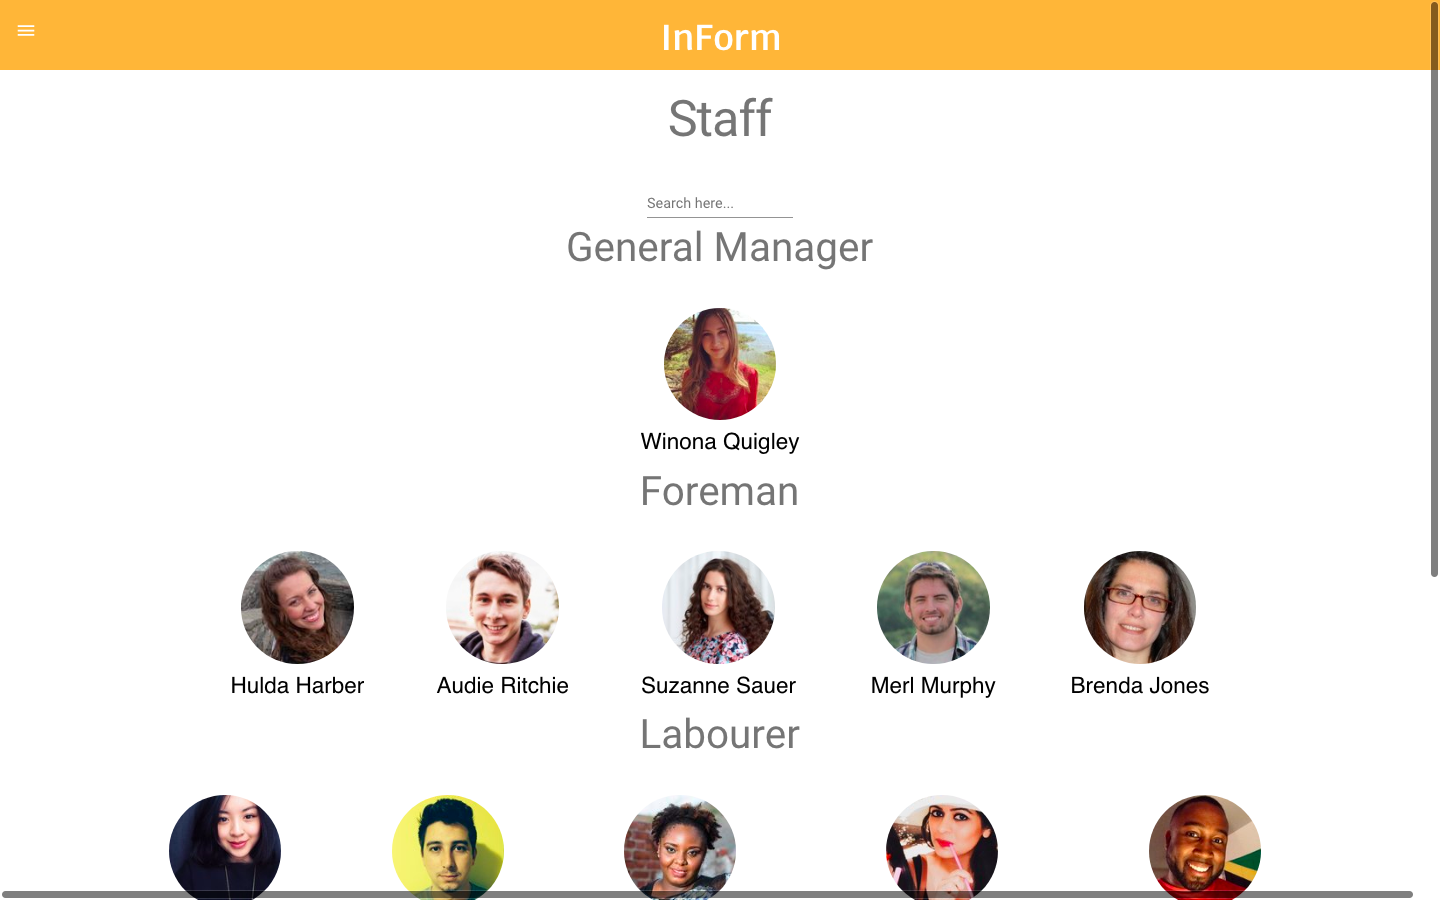 InForm
Staff
Search here...
General Manager
Winona Quigley
Foreman
Hulda Harber
Audie Ritchie
Suzanne Sauer
Merl Murphy
Brenda Jones
Labourer